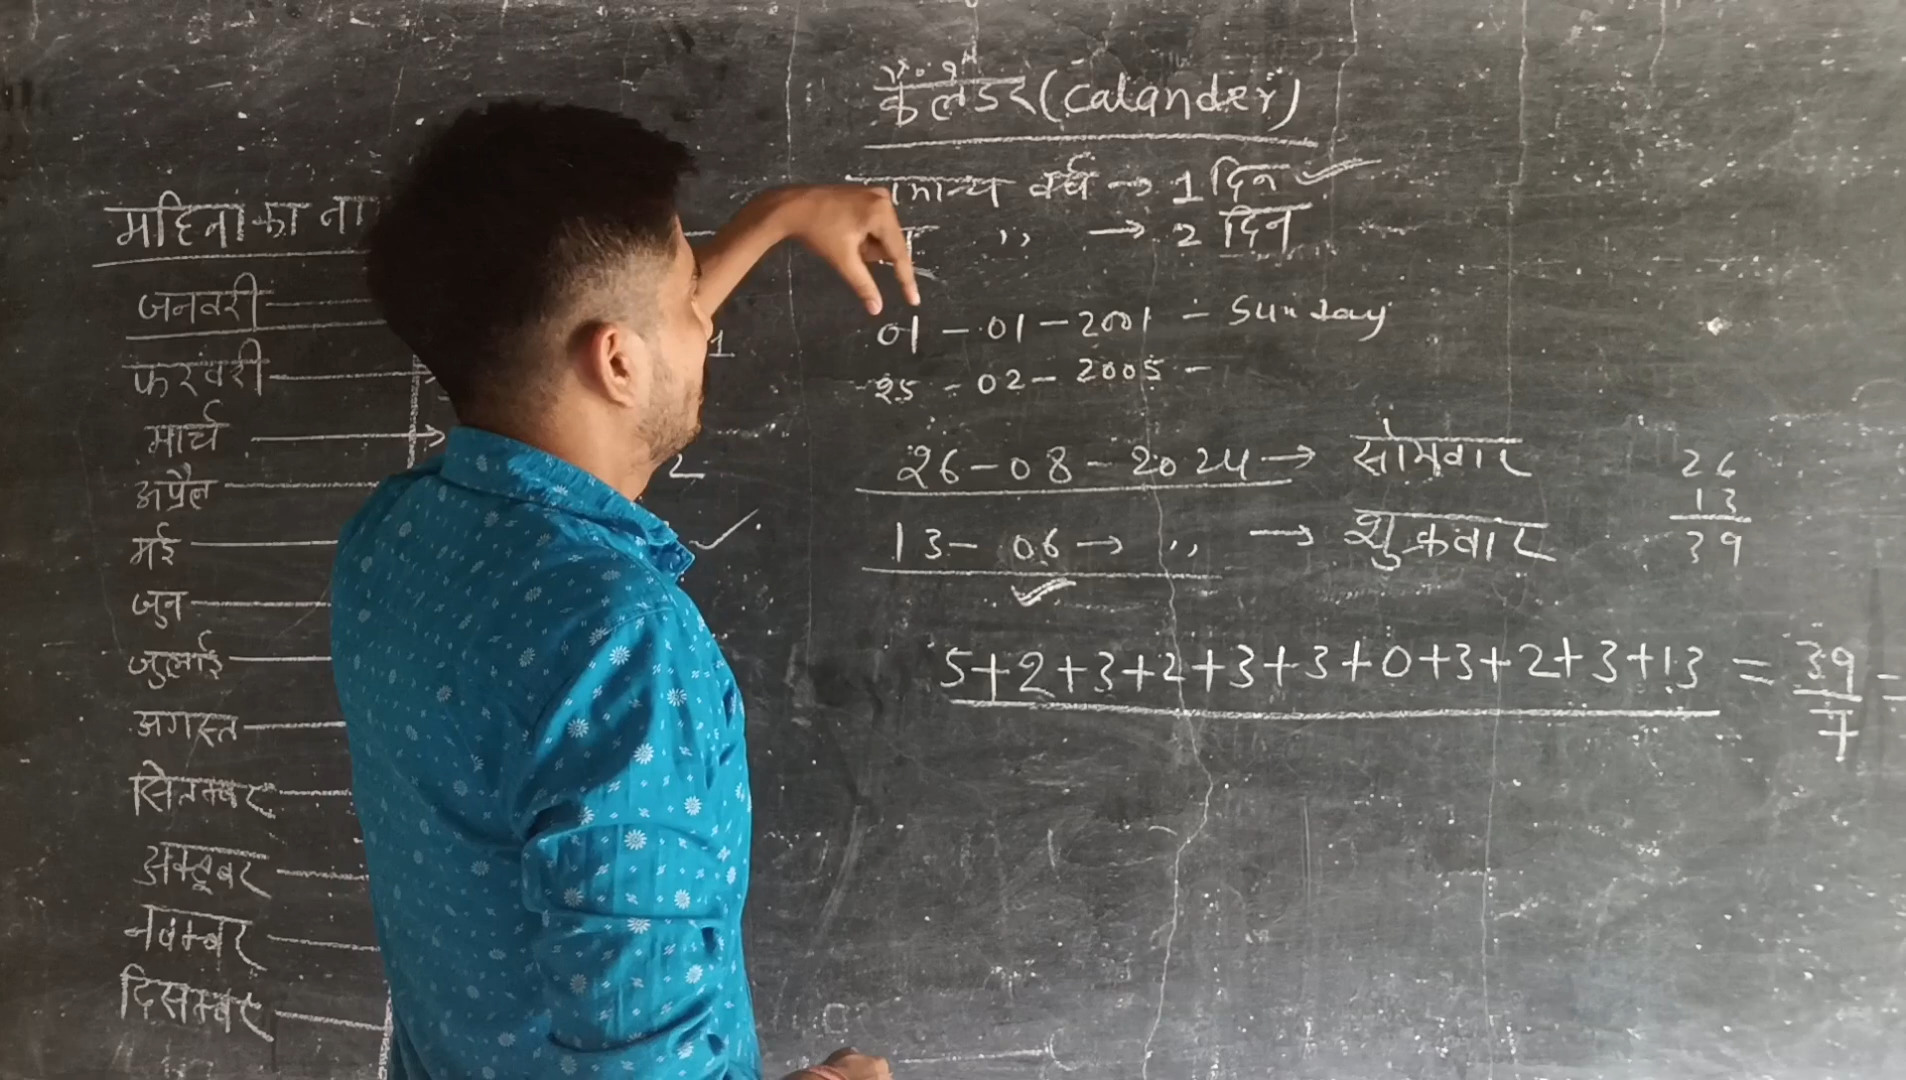 कैलेंडर (Calander)
मान्य वर्ष → 1 दिन ✓
,, → 2 दिन
01 - 01 - 2001 - Sunday
25 - 02 - 2005 -
26 - 08 - 2024 → सोमवार
13 - 06 → ,, → शुक्रवार
26
13
39
5+2+3+2+3+3+0+3+2+3+13 = 39/7 -
महिना का ना
जनवरी
फरवरी → 1
मार्च →
अप्रैल 2
मई ✓
जुन
जुलाई
अगस्त
सितम्बर
अक्टूबर
नवम्बर
दिसम्बर